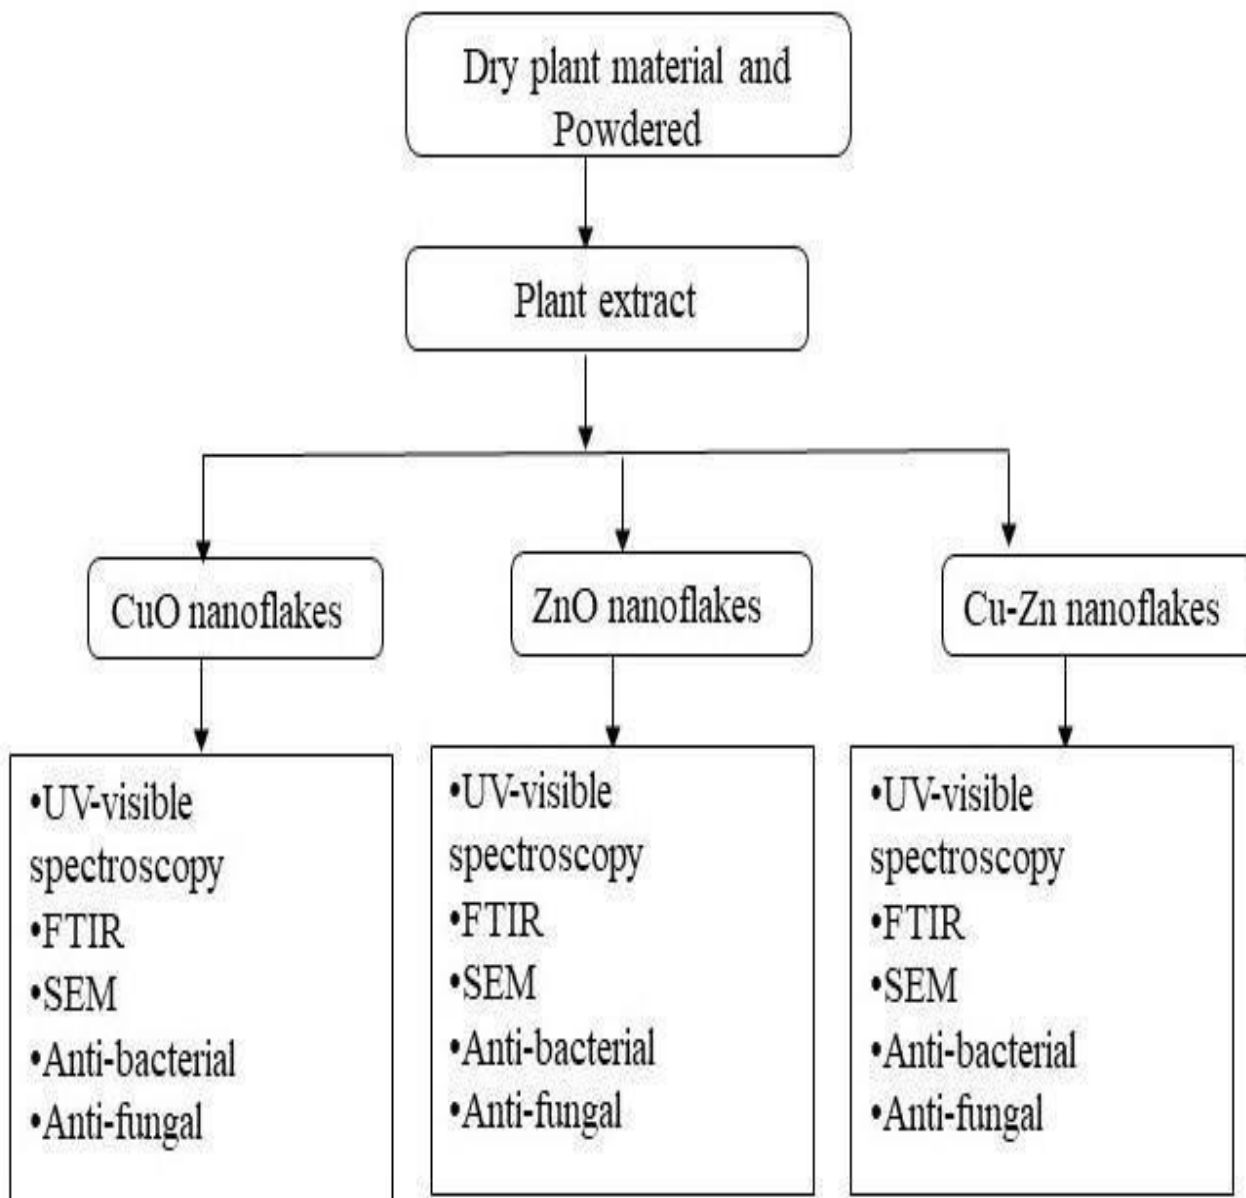 Dry plant material and
Powdered
Plant extract
CuO nanoflakes
ZnO nanoflakes
Cu-Zn nanoflakes
•UV-visible
spectroscopy
•FTIR
•SEM
•Anti-bacterial
•Anti-fungal
•UV-visible
spectroscopy
•FTIR
•SEM
•Anti-bacterial
•Anti-fungal
•UV-visible
spectroscopy
•FTIR
•SEM
•Anti-bacterial
•Anti-fungal